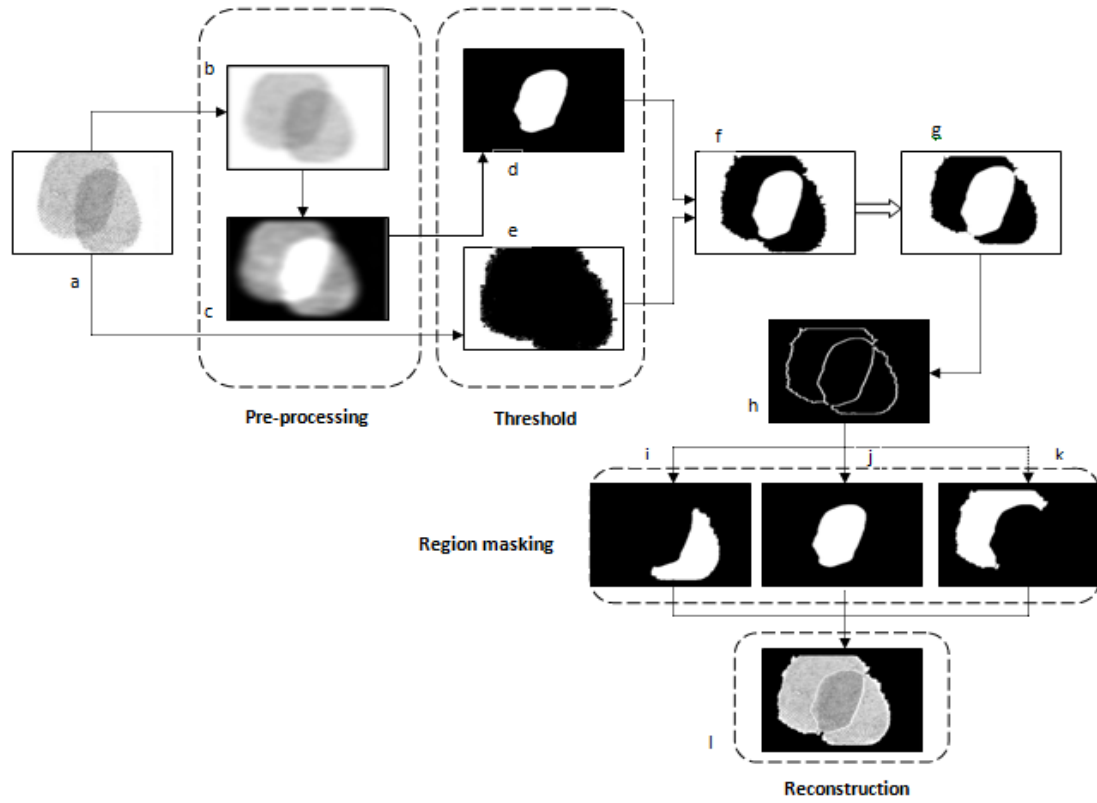 b
d
f
g
a
e
c
Pre-processing
Threshold
h
i
j
k
Region masking
l
Reconstruction